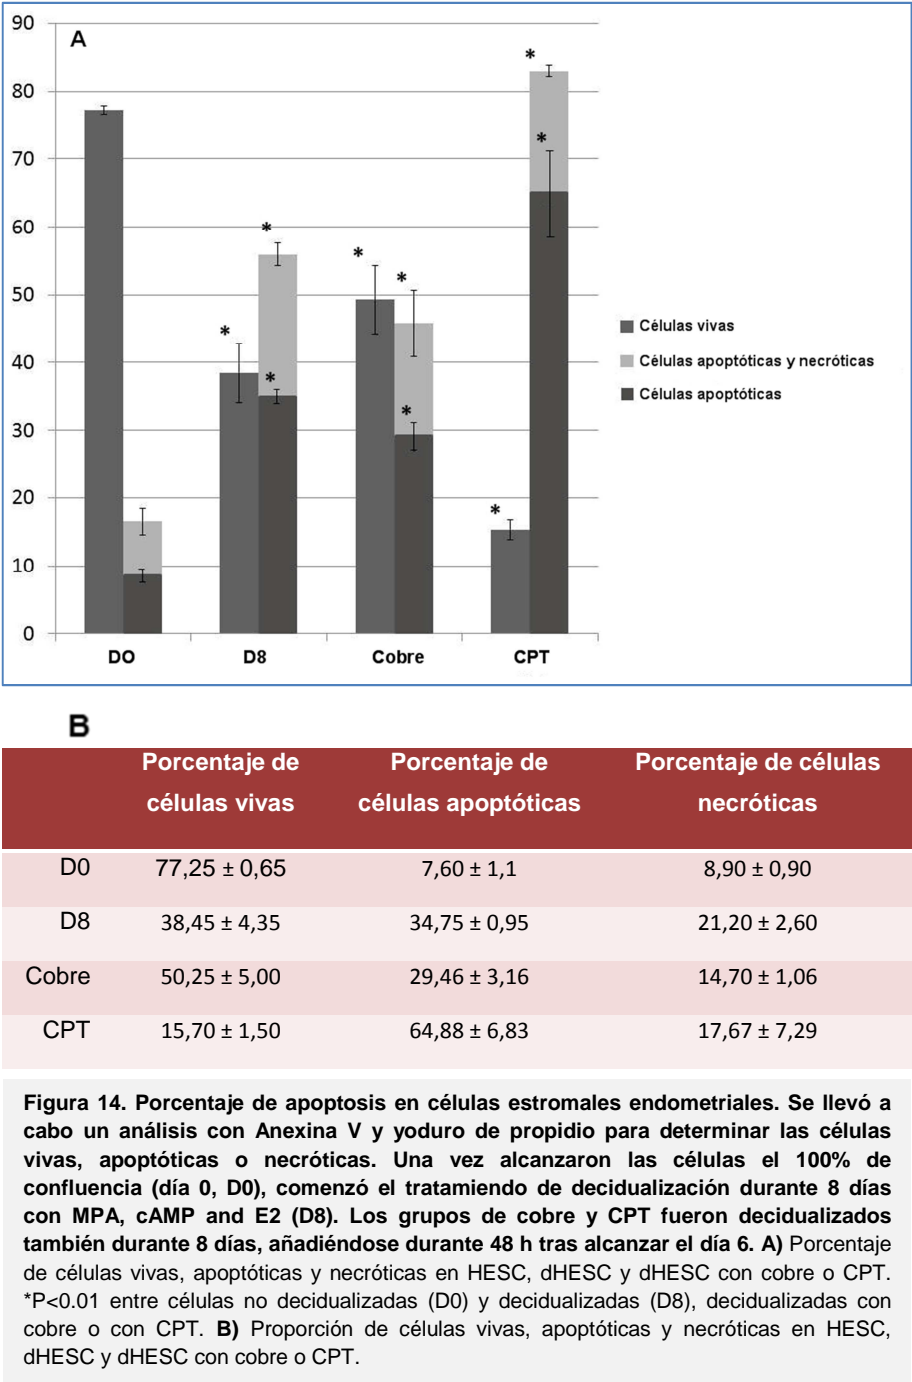 A
90
80
70
60
50
40
30
20
10
0
* * * * * * * * *
DO D8 Cobre CPT
Células vivas
Células apoptóticas y necróticas
Células apoptóticas
B
Porcentaje de células vivas Porcentaje de células apoptóticas Porcentaje de células necróticas
D0 77,25 ± 0,65 7,60 ± 1,1 8,90 ± 0,90
D8 38,45 ± 4,35 34,75 ± 0,95 21,20 ± 2,60
Cobre 50,25 ± 5,00 29,46 ± 3,16 14,70 ± 1,06
CPT 15,70 ± 1,50 64,88 ± 6,83 17,67 ± 7,29
Figura 14. Porcentaje de apoptosis en células estromales endometriales. Se llevó a
cabo un análisis con Anexina V y yoduro de propidio para determinar las células
vivas, apoptóticas o necróticas. Una vez alcanzaron las células el 100% de
confluencia (día 0, D0), comenzó el tratamiendo de decidualización durante 8 días
con MPA, cAMP and E2 (D8). Los grupos de cobre y CPT fueron decidualizados
también durante 8 días, añadiéndose durante 48 h tras alcanzar el día 6. A) Porcentaje
de células vivas, apoptóticas y necróticas en HESC, dHESC y dHESC con cobre o CPT.
*P<0.01 entre células no decidualizadas (D0) y decidualizadas (D8), decidualizadas con
cobre o con CPT. B) Proporción de células vivas, apoptóticas y necróticas en HESC,
dHESC y dHESC con cobre o CPT.